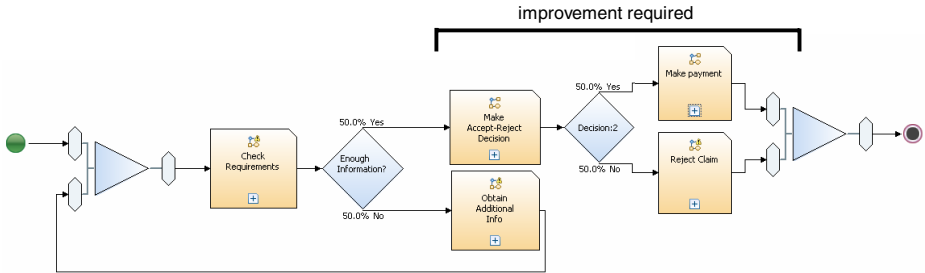 improvement required
Check
Requirements
Enough
Information?
50.0% Yes
50.0% No
Make
Accept-Reject
Decision
Obtain
Additional
Info
Decision:2
50.0% Yes
50.0% No
Make payment
Reject Claim